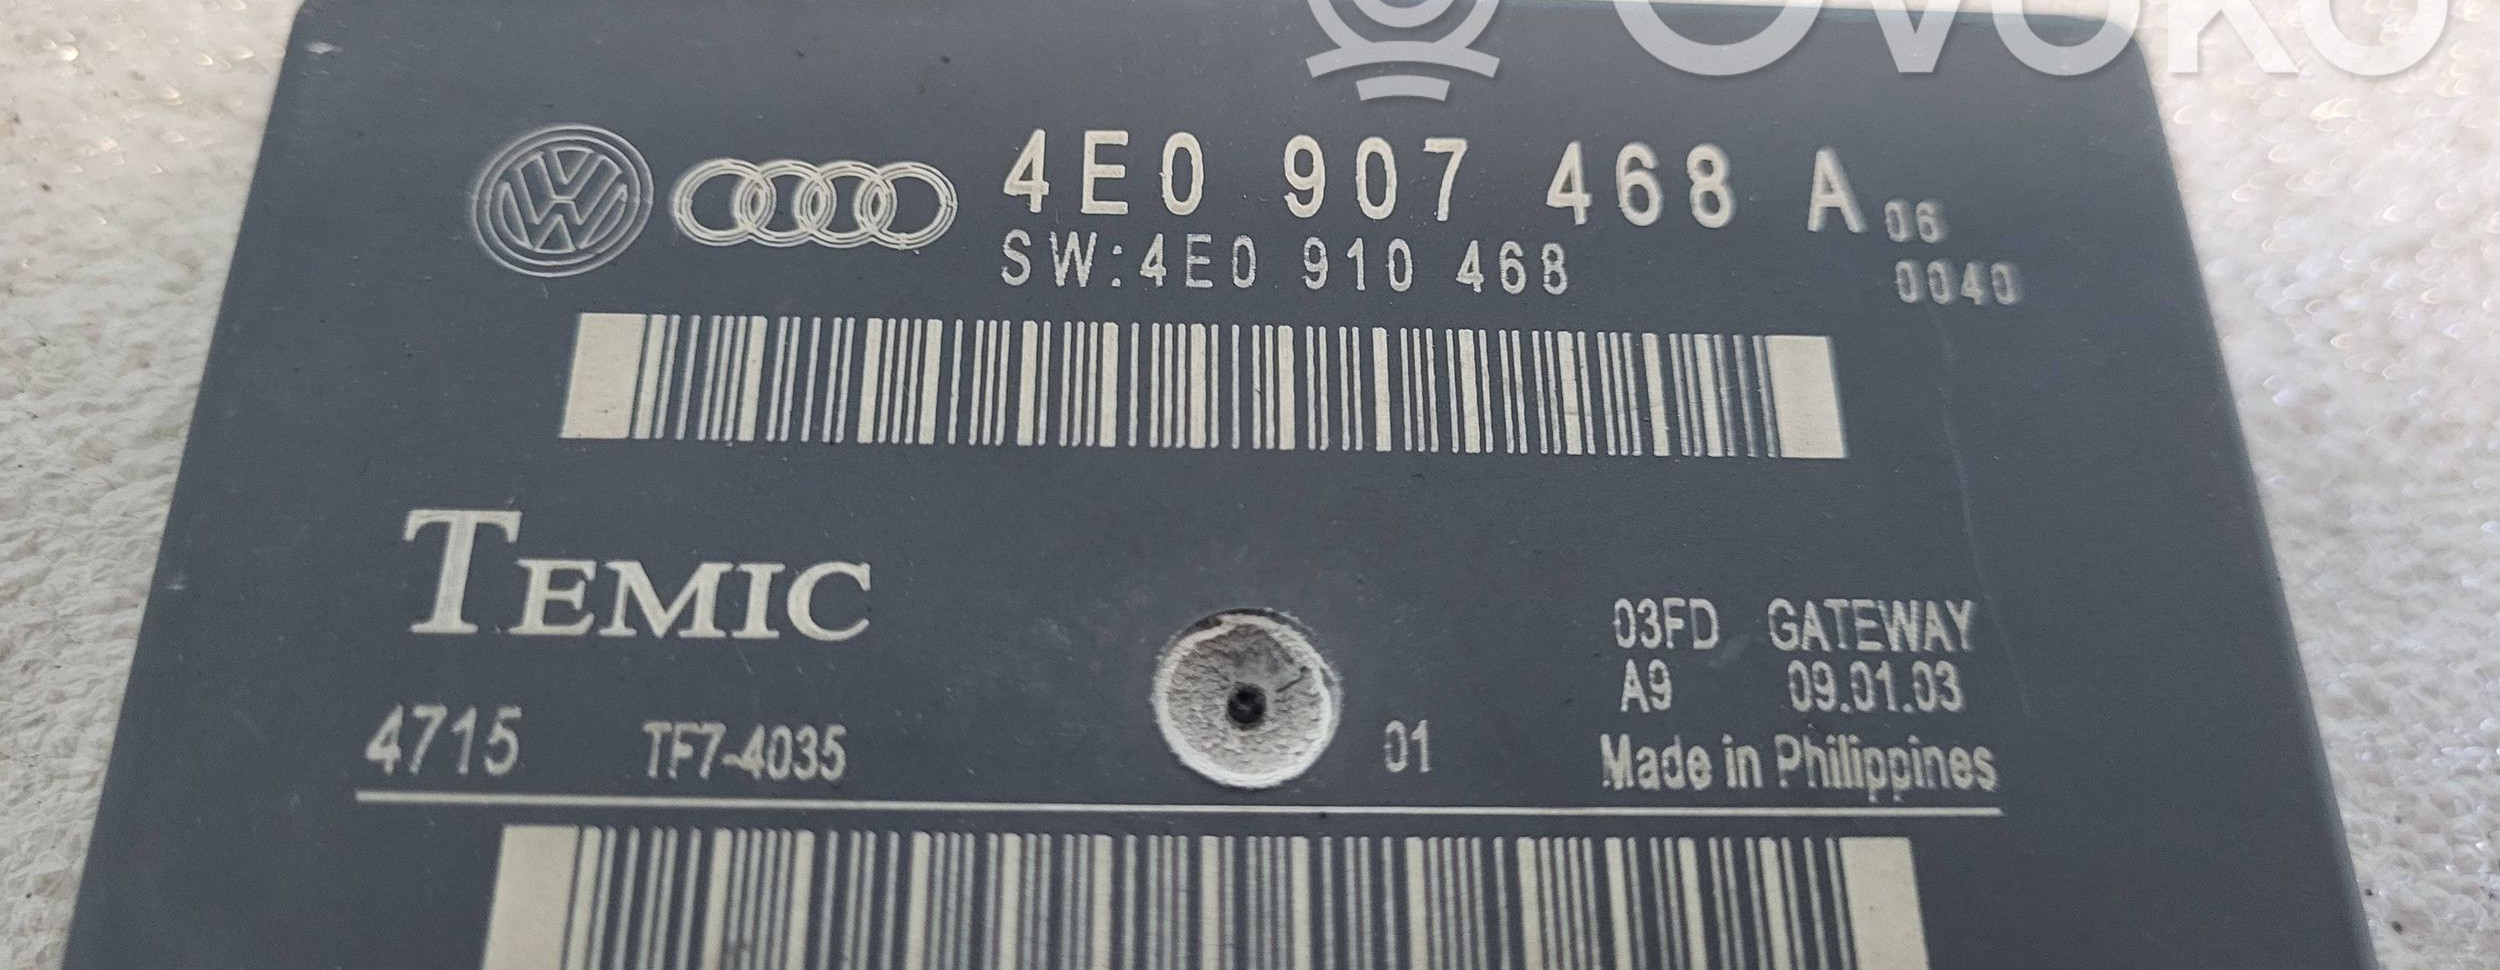 OVOKO
4E0 907 468 A 06
SW:4E0 910 468 0040
TEMIC
03FD GATEWAY
A9 09.01.03
4715 TF7-4035 01 Made in Philippines